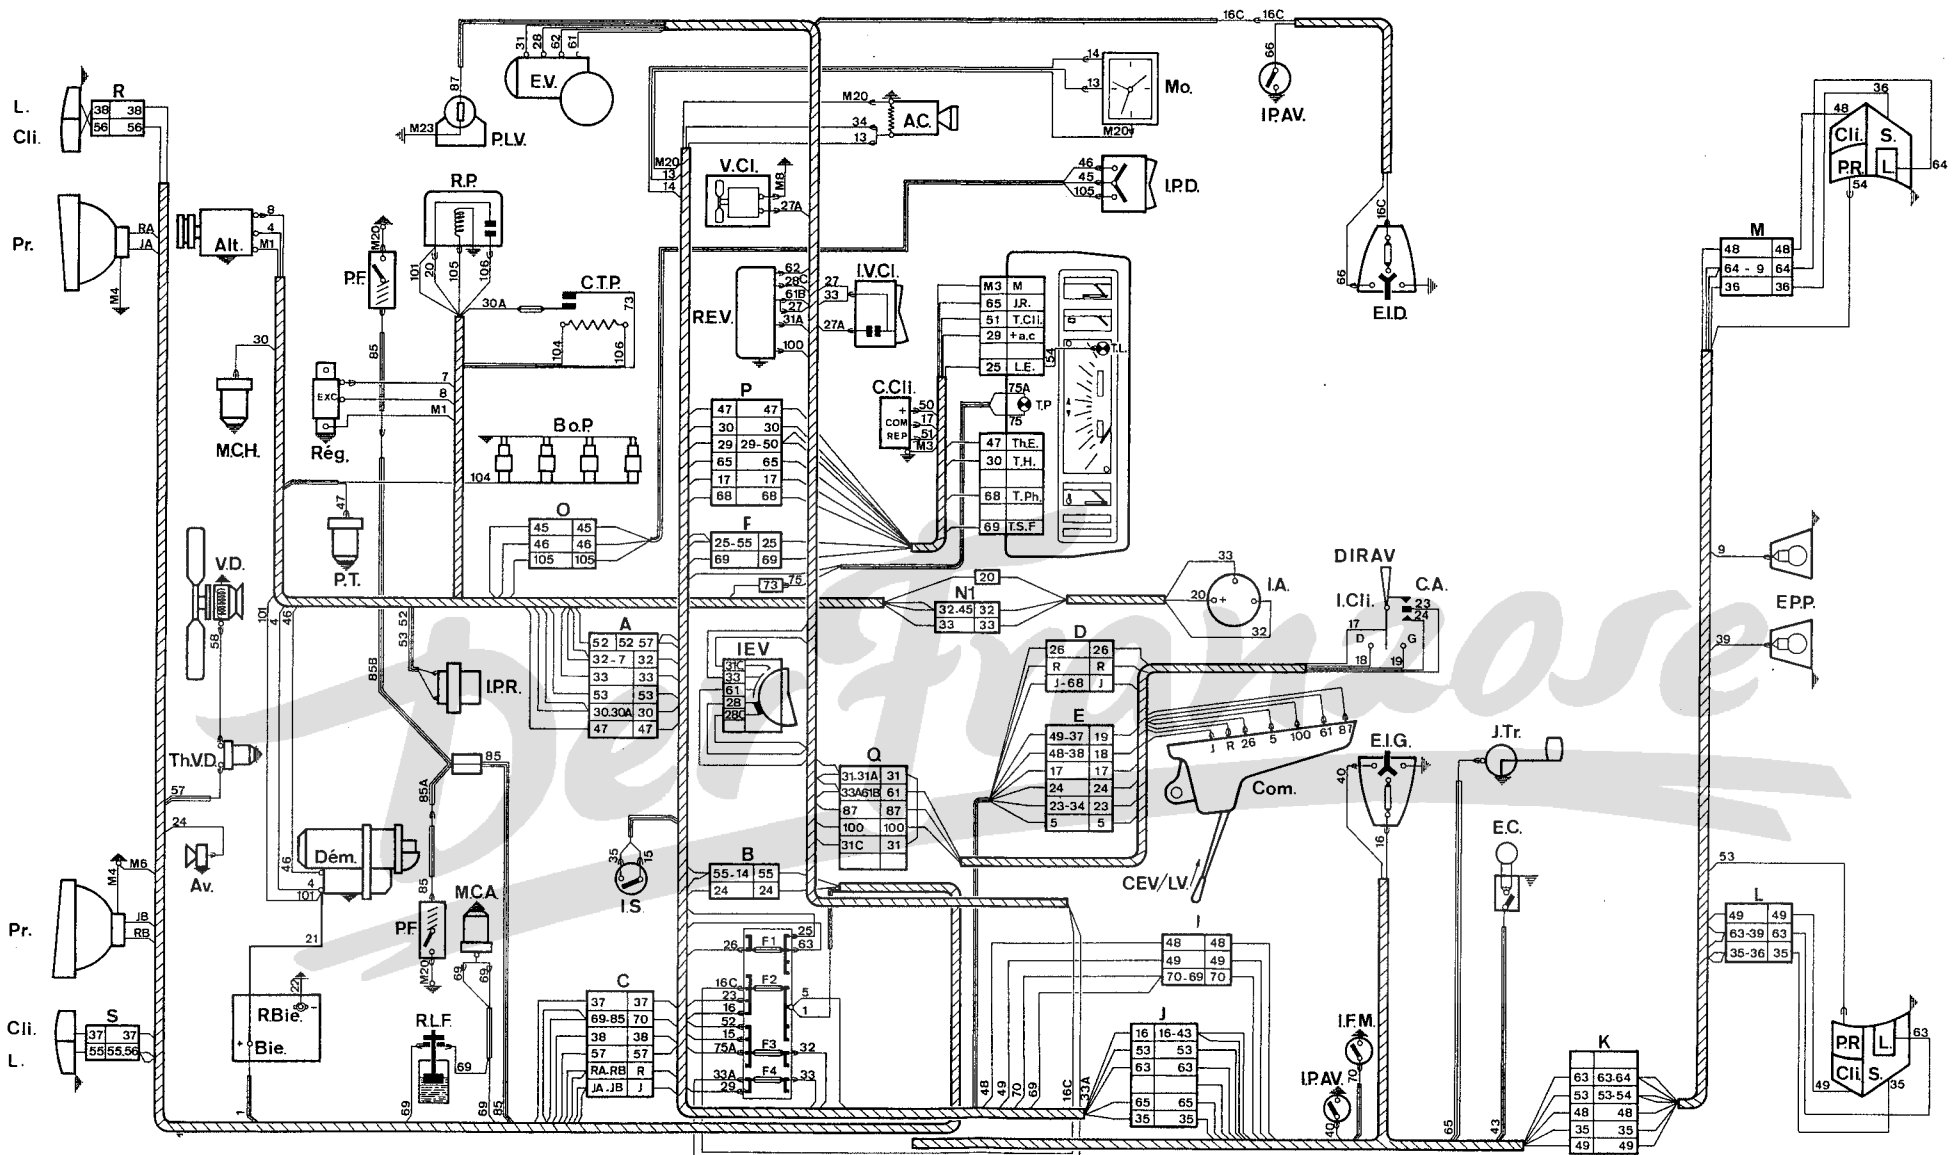 L.
Cli.
R
38 38
56 56
Pr.
RA
JA
M4
Alt.
8
4
M1
30
M.CH.
P.F.
M20
85
R.P.
101
20
105
106
30A
C.T.P.
73
104
106
EXC
Rég.
7
8
M1
B o.P.
104
47
P.T.
87
M23
P.L.V.
31
28
62
61
E.V.
16C
16C
66
I.P.AV.
14
13
Mo.
M20
M20
34
13
A.C.
M20
13
14
V.Cl.
M8
27A
46
45
105
I.P.D.
16C
66
E.I.D.
R.E.V.
62
28C
61B
27
31A
100
27
33
I.V.Cl.
27A
M3 M
65 J.R.
51 T.Cli.
29 +a.c
25 L.E.
54
T.L.
75A
T.P
75
47 Th.E.
30 T.H.
68 T.Ph.
69 T.S.F
C.Cli.
+
COM
REP
50
17
51
M3
P
47 47
30 30
29 29-50
65 65
17 17
68 68
F
25-55 25
69 69
73
75
O
45 45
46 46
105 105
20
N1
32-45 32
33 33
33
20
+
I.A.
32
DIRAV
I.Cli.
C.A.
23
24
17
D
G
18
19
V.D.
58
101
4
46
Th.V.D.
57
24
Av.
85B
53
52
I.P.R.
85
85A
A
52 52 57
32-7 32
33 33
53 53
30.30A 30
47 47
IEV
31C
33
61
28
28C
D
26 26
R R
J-68 J
E
49-37 19
48-38 18
17 17
24 24
23-34 23
5 5
J
R
26
5
100
61
87
Com.
CEV/LV.
Q
31.31A 31
33A61B 61
87 87
100 100
31C 31
E.I.G.
40
16
J.Tr.
65
E.C.
43
M
48 48
64-9 64
36 36
48
36
Cli.
S.
P.R.
L.
64
54
9
E.P.P.
39
53
L
49 49
63-39 63
35-36 35
P.R
L.
Cli.
S.
63
49
35
Dém.
46
4
101
21
R.Bie.
22
+
-
Bie.
1
Pr.
M6
M4
JB
RB
Cli.
L.
S
37 37
55 55.56
P.F.
85
M20
M.C.A.
69
69
R.L.F.
69
69
69
85
35
15
I.S.
B
55-14 55
24 24
C
37 37
69-85 70
38 38
57 57
RA.RB R
JA.JB J
26
F1
25
63
16C
F2
23
16
5
1
52
15
75A
F3
32
33A
F4
33
29
I
48 48
49 49
70-69 70
48
49
70
69
16C
33A
J
16 16-43
53 53
63 63
65 65
35 35
I.F.M.
70
I.P.AV.
40
K
63 63-64
53 53-54
48 48
35 35
49 49
1
Der Franzose